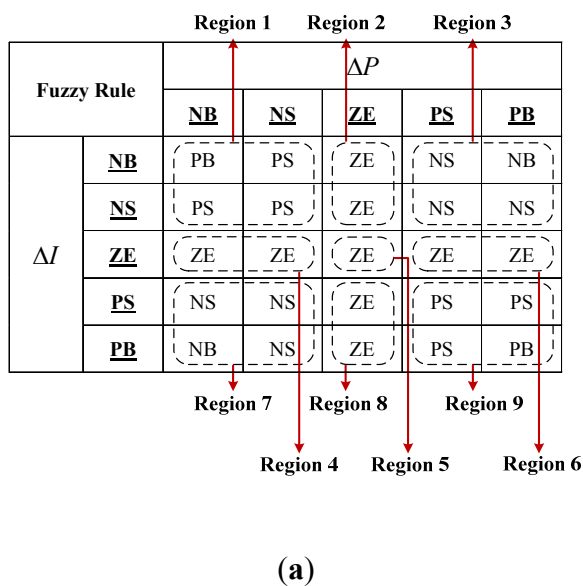 Region 1 Region 2 Region 3
Fuzzy Rule ΔP
NB NS ZE PS PB
ΔI
NB PB PS ZE NS NB
NS PS PS ZE NS NS
ZE ZE ZE ZE ZE ZE
PS NS NS ZE PS PS
PB NB NS ZE PS PB
Region 7 Region 8 Region 9
Region 4 Region 5 Region 6
(a)